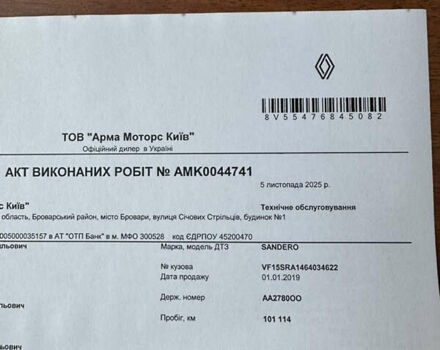 8V55476845082
ТОВ "Арма Моторс Київ"
Офіційний дилер в Україні
АКТ ВИКОНАНИХ РОБІТ № AMK0044741
5 листопада 2025 р.
с Київ"
Технічне обслуговування
область, Броварський район, місто Бровари, вулиця Січових Стрільців, будинок №1
005000035157 в АТ "ОТП Банк" в м. МФО 300528 код ЄДРПОУ 45200470
льович
Марка, модель ДТЗ SANDERO
№ кузова VF15SRA1464034622
Дата продажу 01.01.2019
Держ. номер AA2780OO
льович
Пробіг, км 101 114